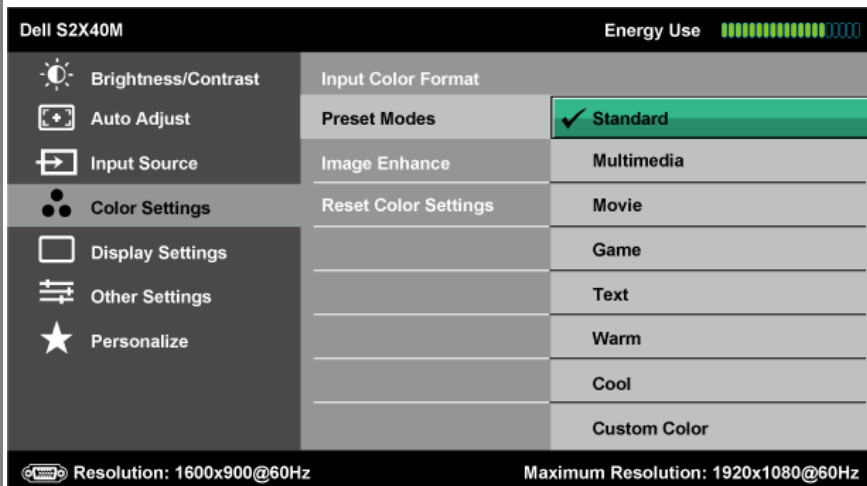 Dell S2X40M
Energy Use
Brightness/Contrast
Auto Adjust
Input Source
Color Settings
Display Settings
Other Settings
Personalize
Input Color Format
Preset Modes
Image Enhance
Reset Color Settings
Standard
Multimedia
Movie
Game
Text
Warm
Cool
Custom Color
Resolution: 1600x900@60Hz
Maximum Resolution: 1920x1080@60Hz